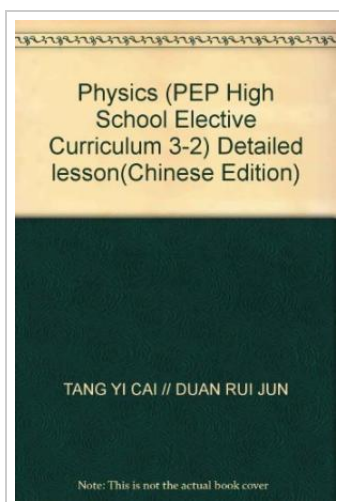 Physics (PEP High
School Elective
Curriculum 3-2) Detailed
lesson(Chinese Edition)
TANG YI CAI // DUAN RUI JUN
Note: This is not the actual book cover